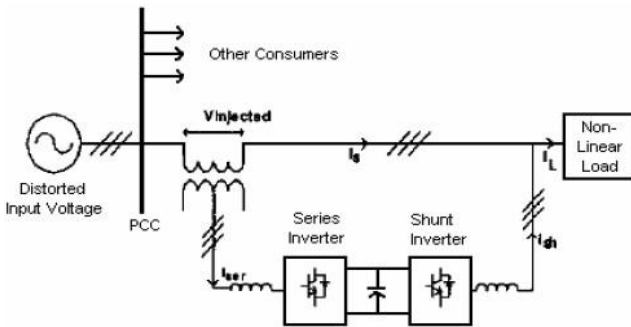 Other Consumers
Vinjected
Is
IL
Non-
Linear
Load
Distorted
Input Voltage
PCC
Series
Inverter
Shunt
Inverter
Ish
Iser